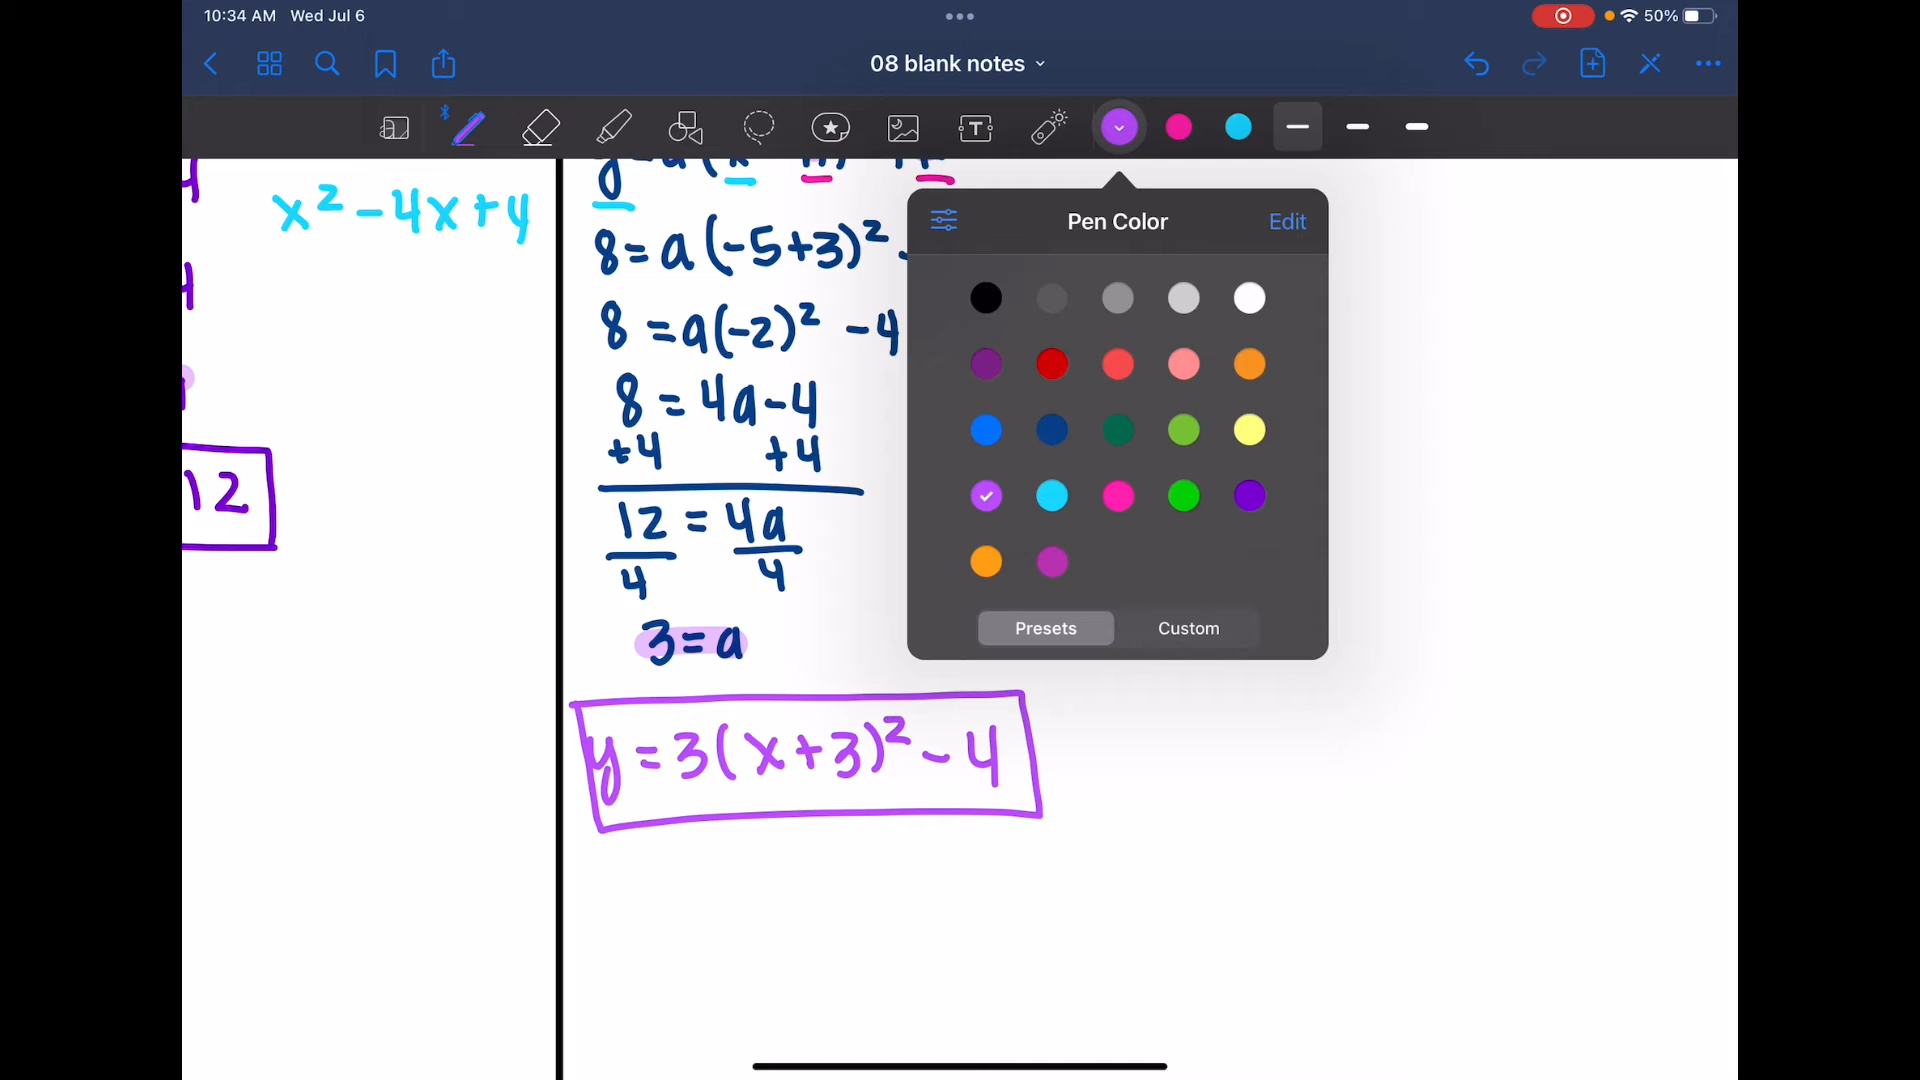 10:34 AM Wed Jul 6
50%
08 blank notes
T
x² - 4x + 4
12
8 = a(-5+3)²
8 = a(-2)² - 4
8 = 4a - 4
+4 +4
12 = 4a
4 4
3 = a
y = 3(x+3)² - 4
Pen Color
Edit
Presets
Custom